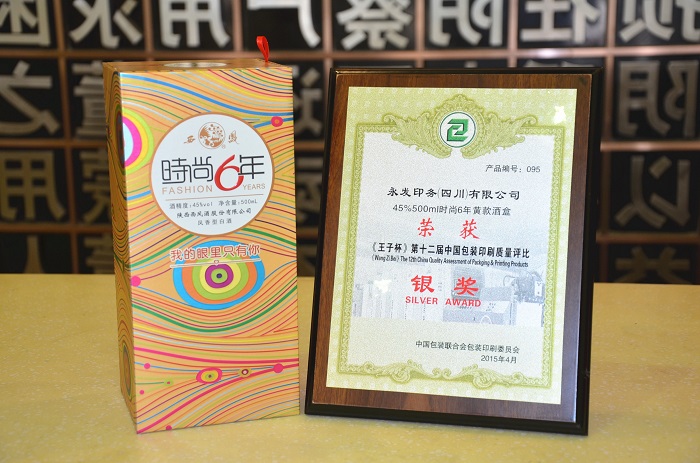 西鳳
時尚6年
FASHION
YEARS
酒精度：45%vol 净含量：500mL
陕西西凤酒股份有限公司
凤香型白酒
我的眼里只有你
产品编号：095
永发印务(四川)有限公司
45%500ml时尚6年黄款酒盒
荣获
《王子杯》第十二届中国包装印刷质量评比
(Wang Zi Bei) The 12th China Quality Assessment of Packging & Printing Products
银奖
SILVER AWARD
中国包装联合会包装印刷委员会
2015年4月